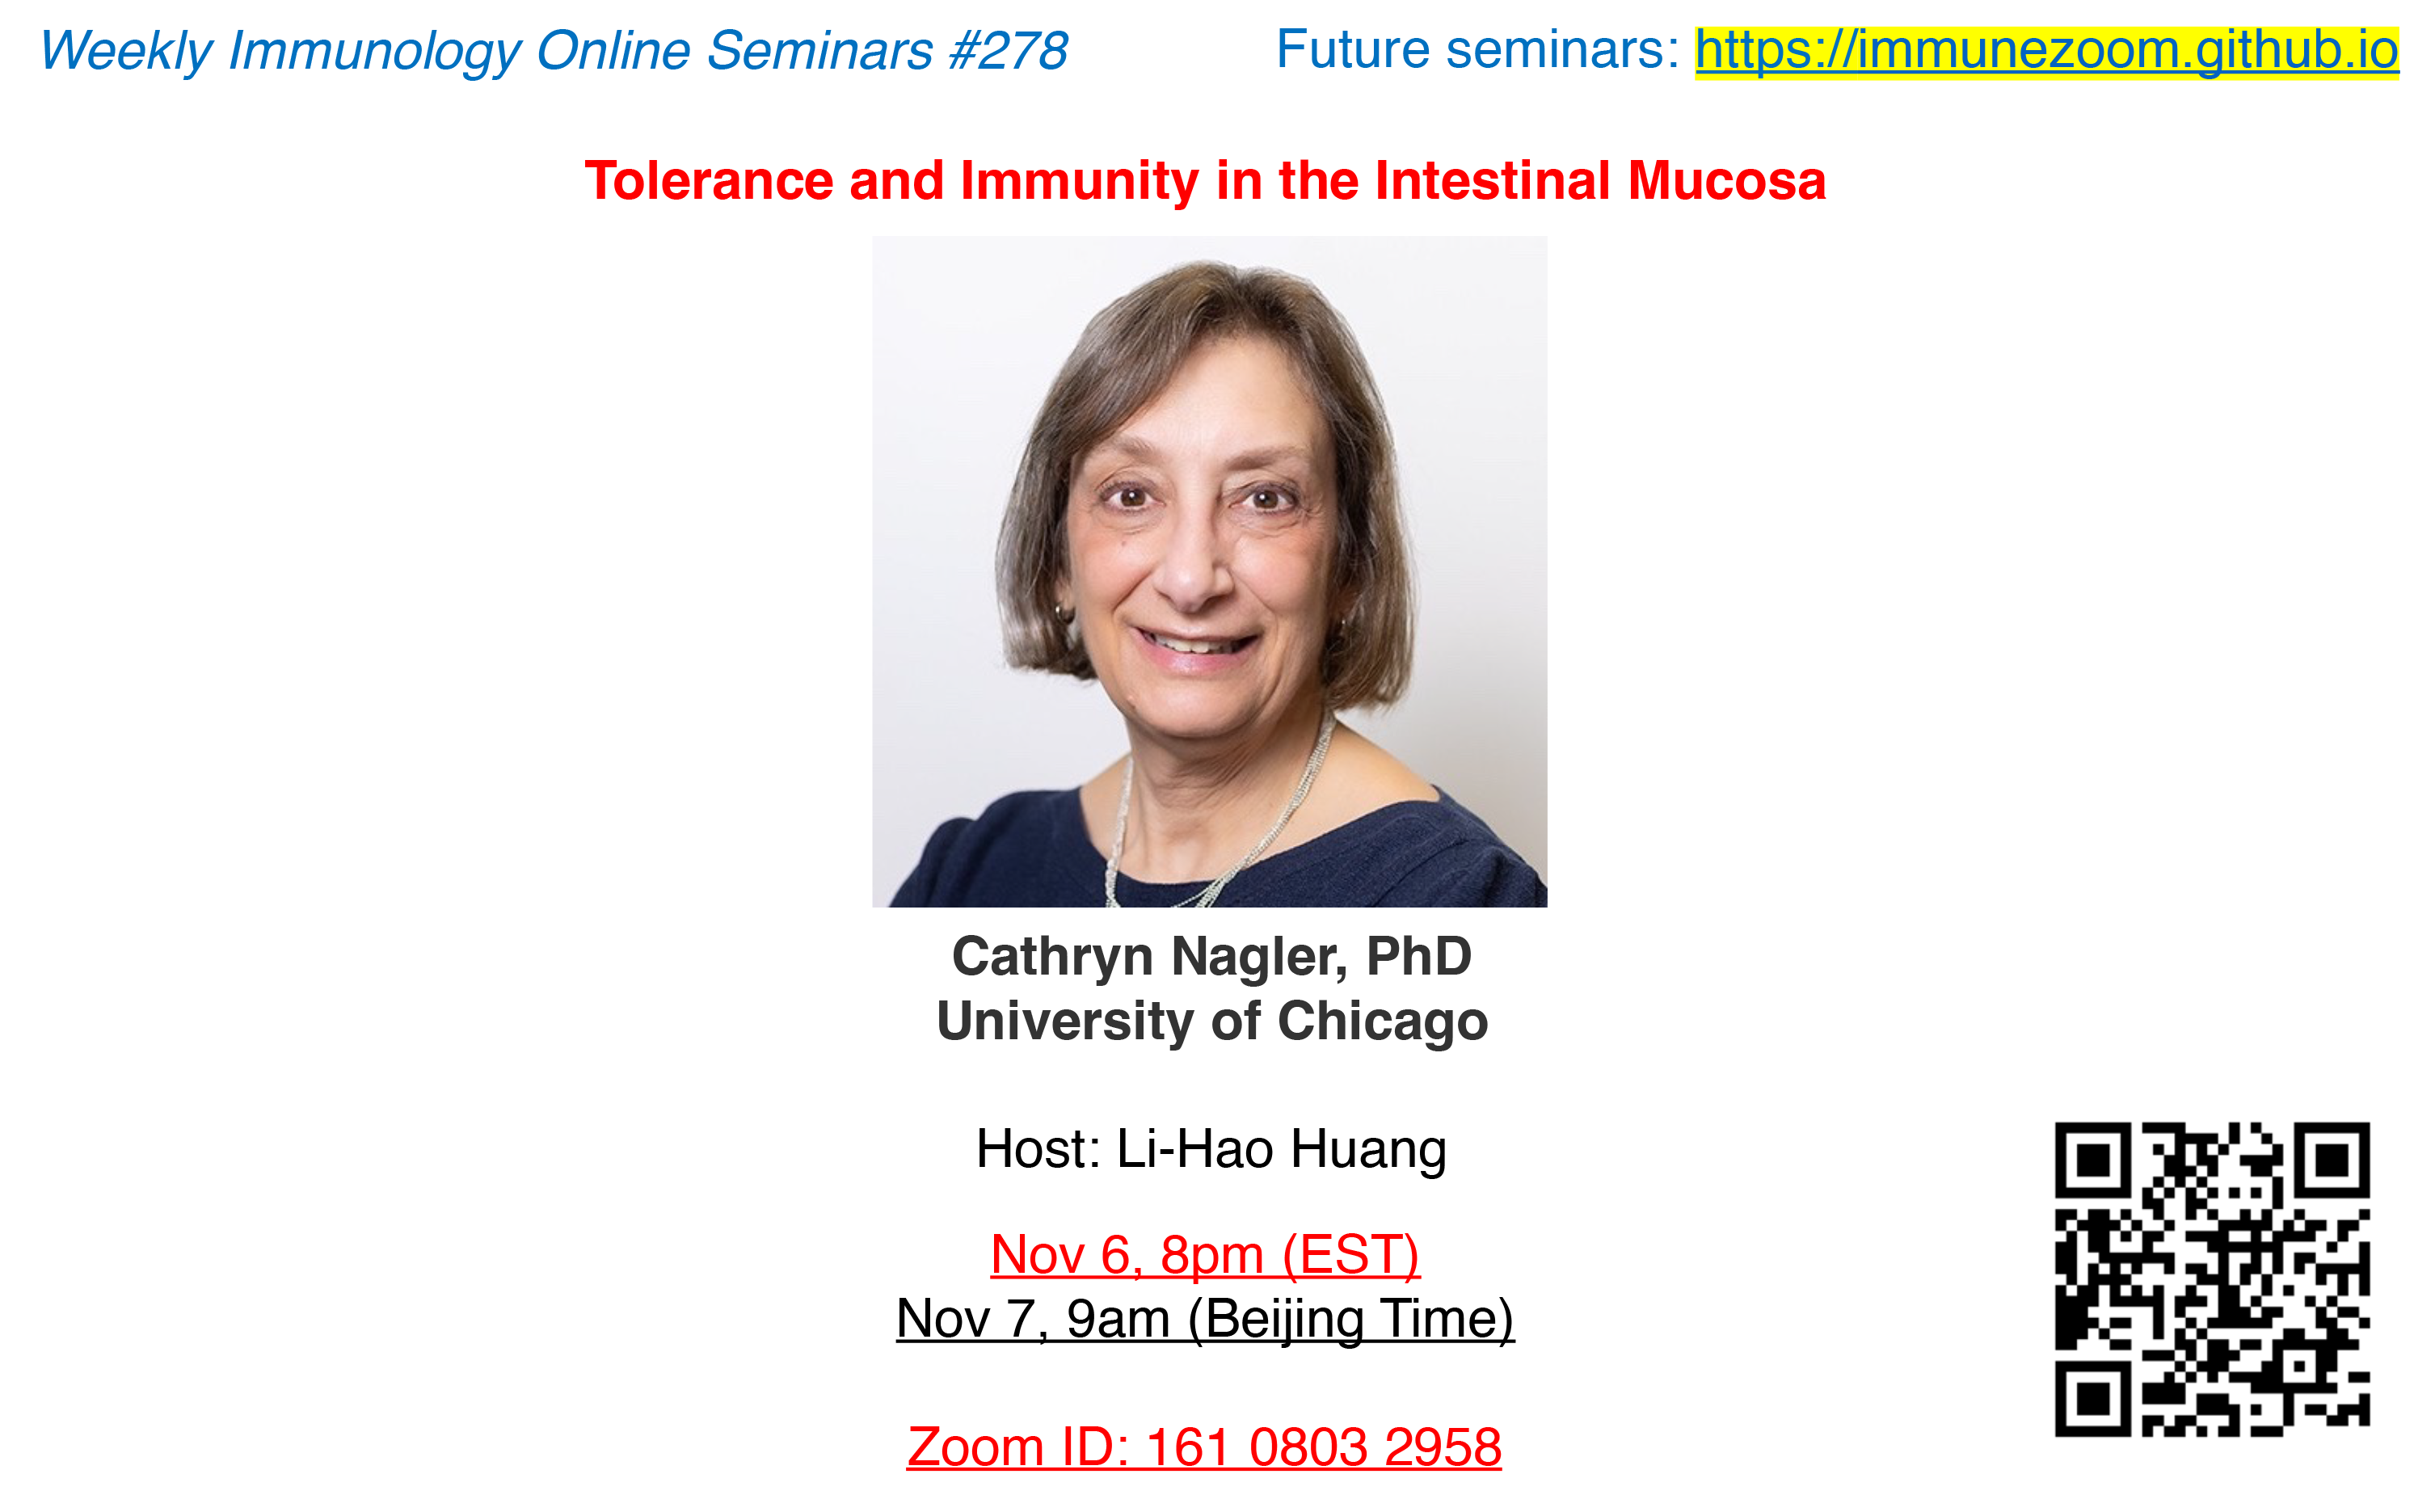 Weekly Immunology Online Seminars #278
Future seminars: https://immunezoom.github.io
Tolerance and Immunity in the Intestinal Mucosa
Cathryn Nagler, PhD
University of Chicago
Host: Li-Hao Huang
Nov 6, 8pm (EST)
Nov 7, 9am (Beijing Time)
Zoom ID: 161 0803 2958